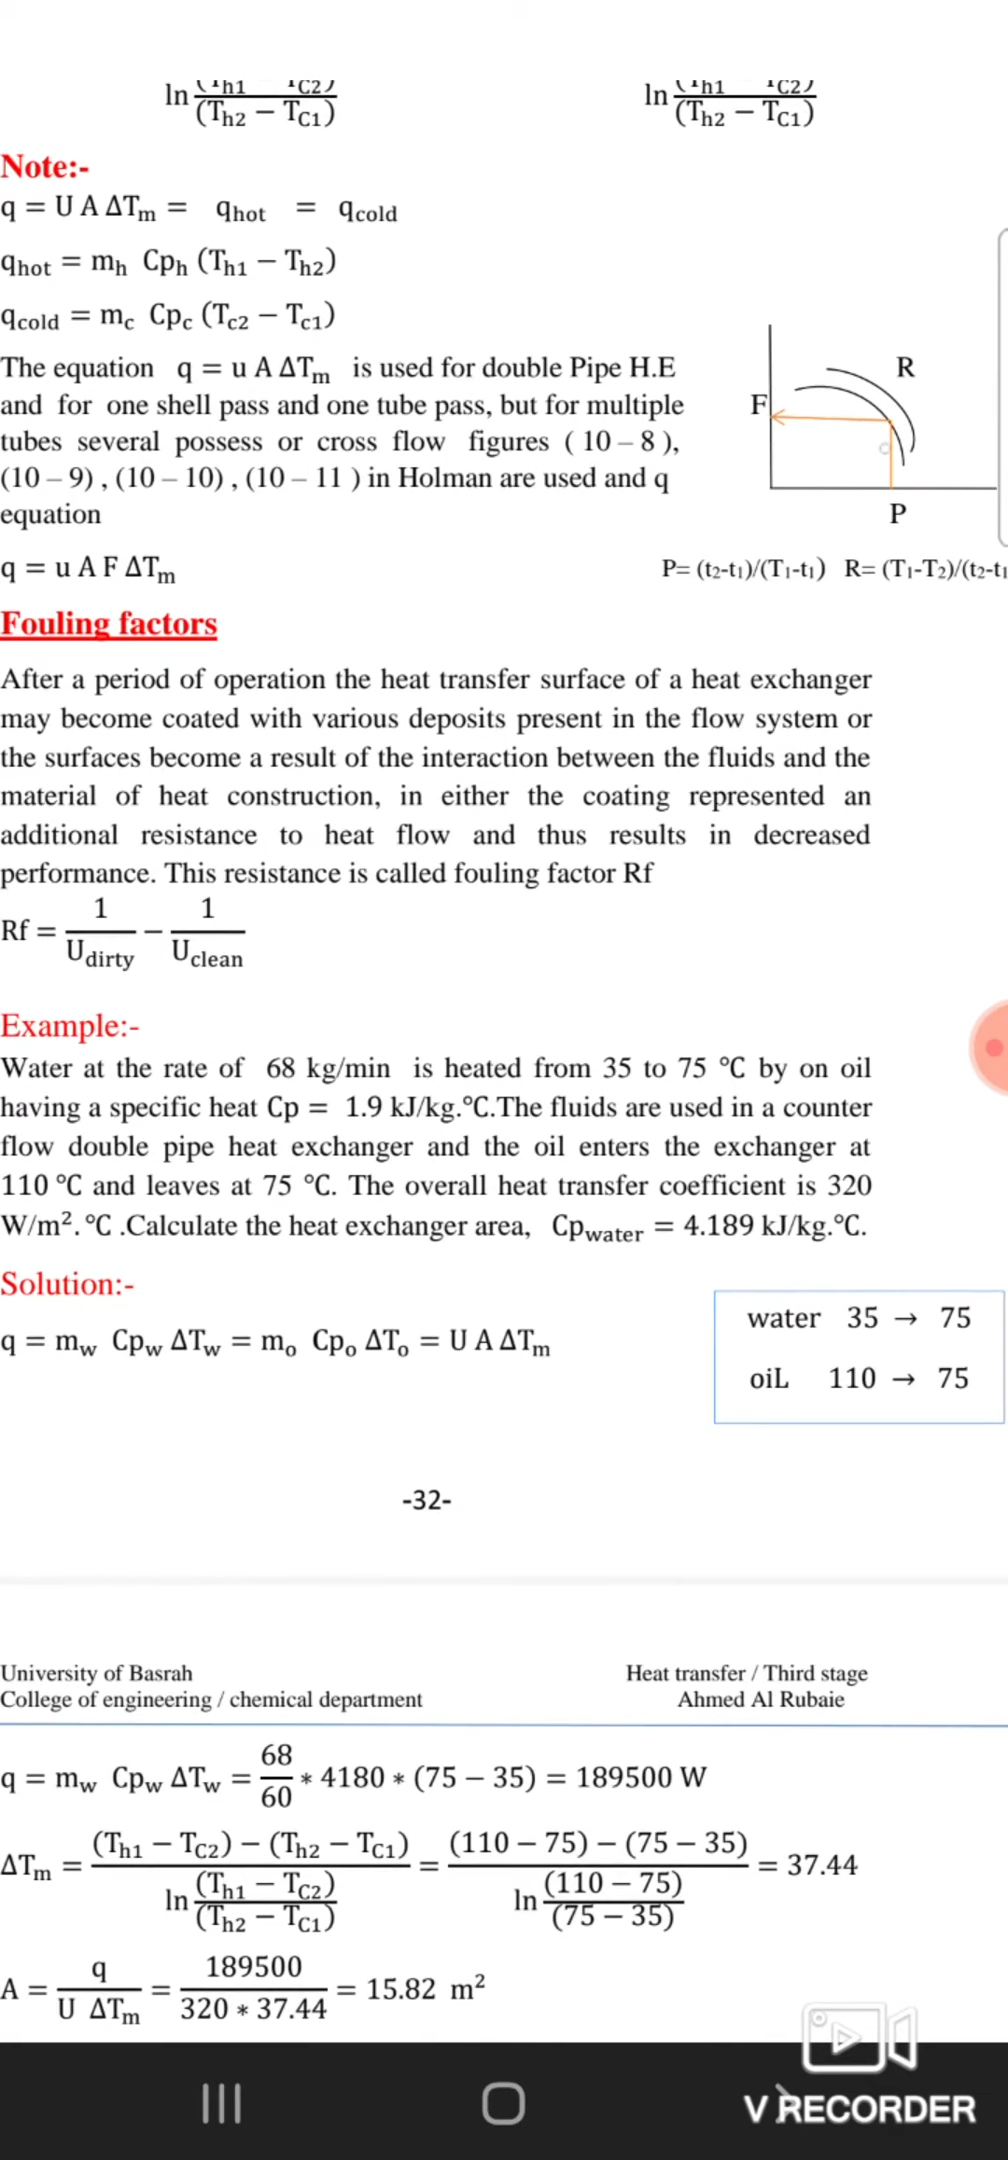 ln (Th1 − TC2) / (Th2 − TC1) ln (Th1 − TC2) / (Th2 − TC1)
Note:-
q = U A ΔTm = qhot = qcold
qhot = mh Cph (Th1 − Th2)
qcold = mc Cpc (Tc2 − Tc1)
The equation q = u A ΔTm is used for double Pipe H.E
and for one shell pass and one tube pass, but for multiple
tubes several possess or cross flow figures ( 10 – 8 ),
(10 – 9) , (10 – 10) , (10 – 11 ) in Holman are used and q
equation
R
F
P
q = u A F ΔTm
P= (t2-t1)/(T1-t1) R= (T1-T2)/(t2-t1
Fouling factors
After a period of operation the heat transfer surface of a heat exchanger
may become coated with various deposits present in the flow system or
the surfaces become a result of the interaction between the fluids and the
material of heat construction, in either the coating represented an
additional resistance to heat flow and thus results in decreased
performance. This resistance is called fouling factor Rf
Rf = 1 / Udirty − 1 / Uclean
Example:-
Water at the rate of 68 kg/min is heated from 35 to 75 °C by on oil
having a specific heat Cp = 1.9 kJ/kg.°C.The fluids are used in a counter
flow double pipe heat exchanger and the oil enters the exchanger at
110 °C and leaves at 75 °C. The overall heat transfer coefficient is 320
W/m². °C .Calculate the heat exchanger area, Cpwater = 4.189 kJ/kg.°C.
Solution:-
q = mw Cpw ΔTw = mo Cpo ΔTo = U A ΔTm
water 35 → 75
oiL 110 → 75
-32-
University of Basrah
College of engineering / chemical department
Heat transfer / Third stage
Ahmed Al Rubaie
q = mw Cpw ΔTw = 68 / 60 * 4180 * (75 − 35) = 189500 W
ΔTm = (Th1 − TC2) − (Th2 − TC1) / ln (Th1 − TC2) / (Th2 − TC1) = (110 − 75) − (75 − 35) / ln (110 − 75) / (75 − 35) = 37.44
A = q / U ΔTm = 189500 / 320 * 37.44 = 15.82 m²
V RECORDER